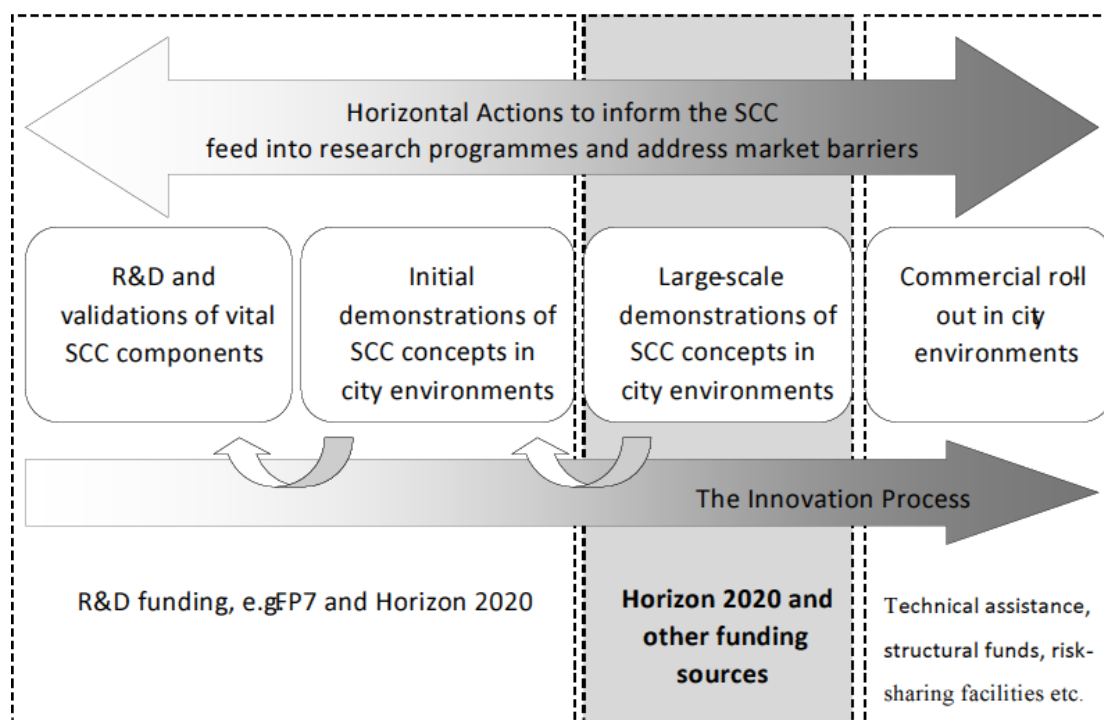 Horizontal Actions to inform the SCC
feed into research programmes and address market barriers
R&D and
validations of vital
SCC components
Initial
demonstrations of
SCC concepts in
city environments
Large-scale
demonstrations of
SCC concepts in
city environments
Commercial roll
out in city
environments
The Innovation Process
R&D funding, e.g.FP7 and Horizon 2020
Horizon 2020 and
other funding
sources
Technical assistance,
structural funds, risk-
sharing facilities etc.